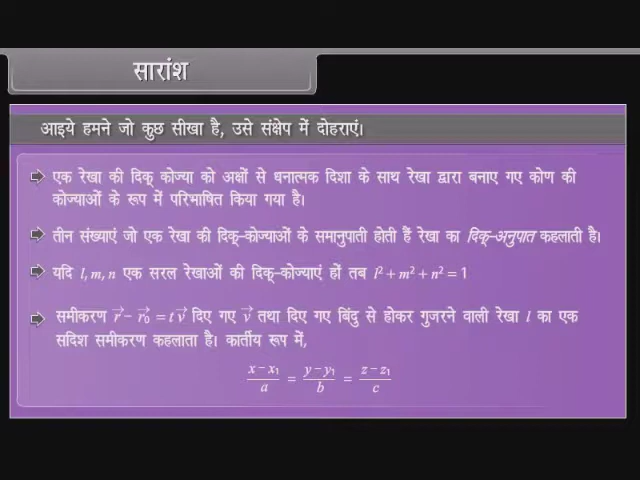 सारांश
आइये हमने जो कुछ सीखा है, उसे संक्षेप में दोहराएं।
एक रेखा की दिक् कोज्या को अक्षों से धनात्मक दिशा के साथ रेखा द्वारा बनाए गए कोण की
कोज्याओं के रूप में परिभाषित किया गया है।
तीन संख्याएं जो एक रेखा की दिक्-कोज्याओं के समानुपाती होती हैं रेखा का दिक्-अनुपात कहलाती है।
यदि l, m, n एक सरल रेखाओं की दिक्-कोज्याएं हों तब l² + m² + n² = 1
समीकरण r⃗ − r⃗₀ = t v⃗ दिए गए v⃗ तथा दिए गए बिंदु से होकर गुजरने वाली रेखा l का एक
सदिश समीकरण कहलाता है। कार्तीय रूप में,
(x − x₁)/a = (y − y₁)/b = (z − z₁)/c